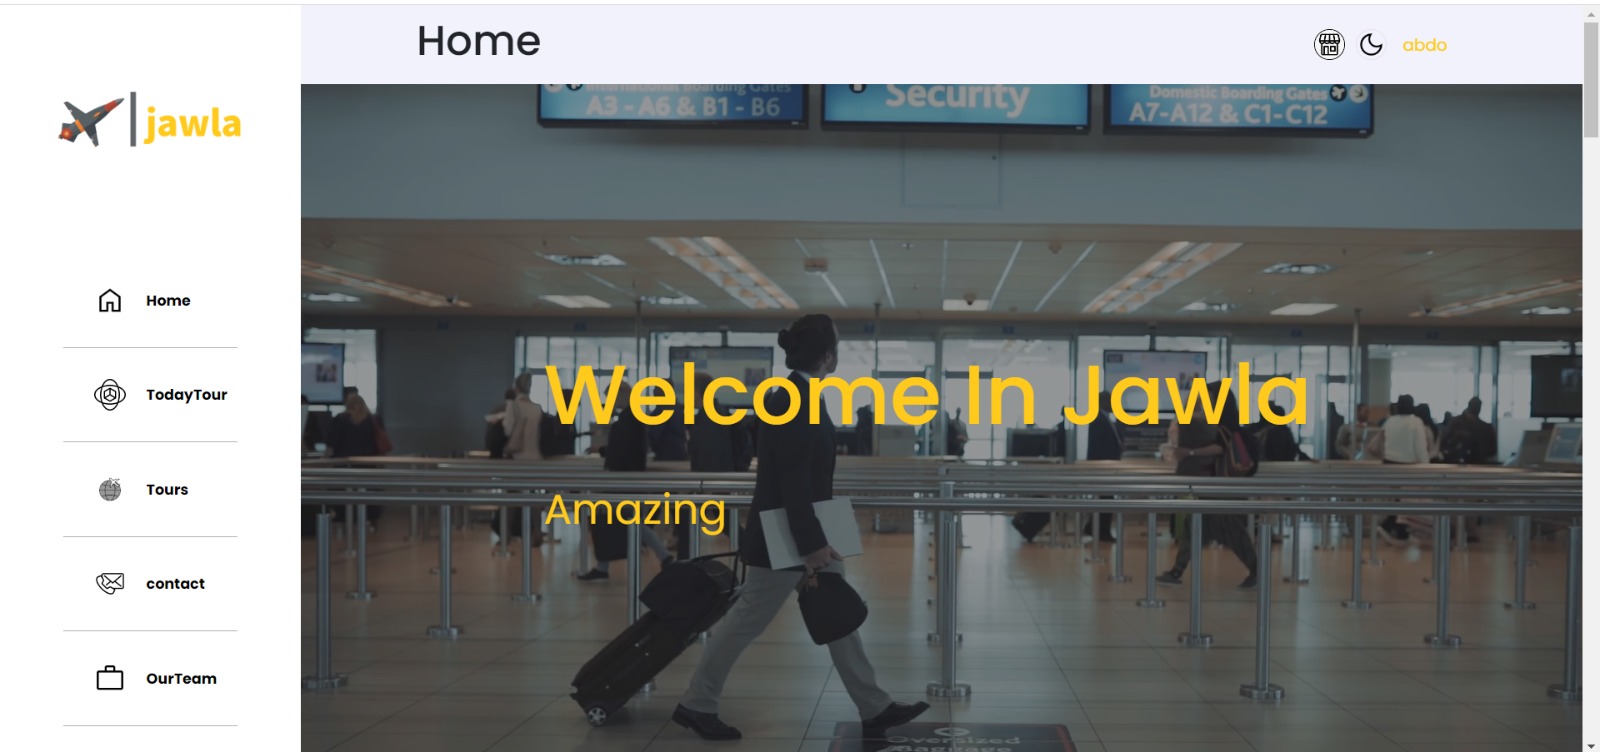 Home
abdo
jawla
International Boarding Gates
A3 - A6 & B1 - B6
Security
Domestic Boarding Gates
A7-A12 & C1-C12
Home
TodayTour
Tours
contact
OurTeam
Welcome In Jawla
Amazing
Oversized
Baggage